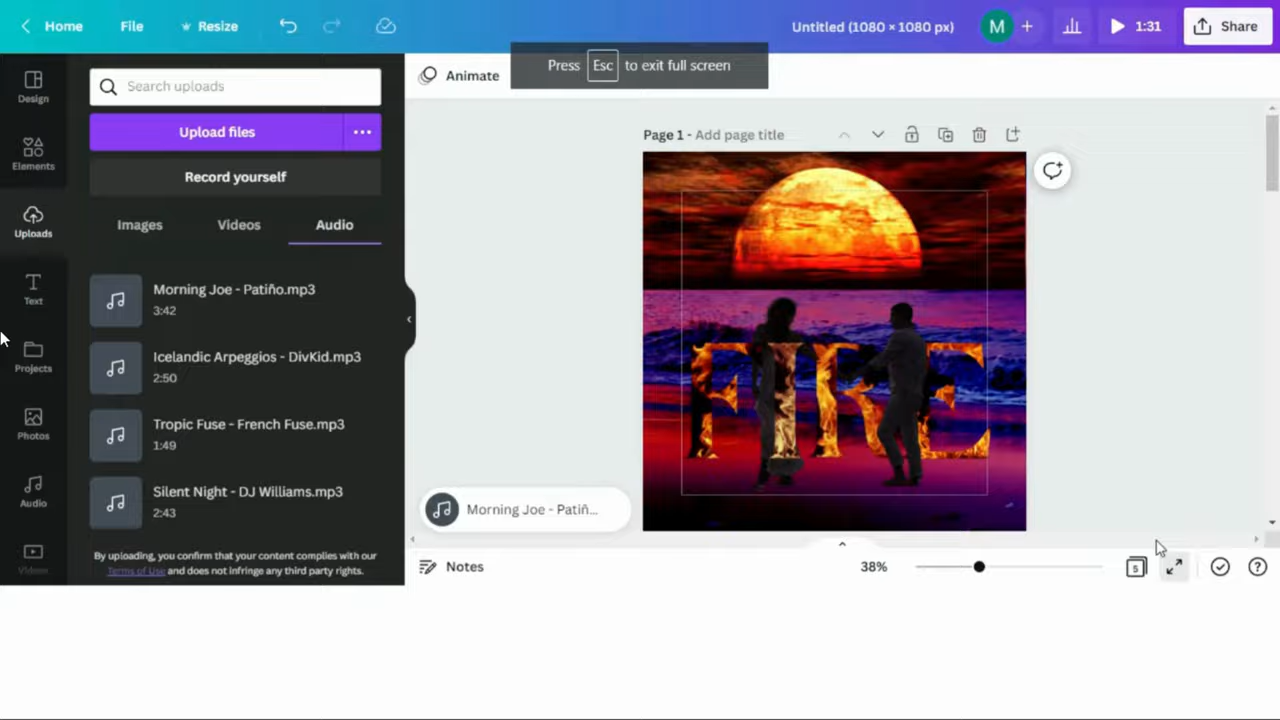 Home File Resize Untitled (1080 × 1080 px) M + 1:31 Share
Press Esc to exit full screen
Design
Elements
Uploads
Text
Projects
Photos
Audio
Videos
Search uploads
Upload files
Record yourself
Images Videos Audio
Morning Joe - Patiño.mp3
3:42
Icelandic Arpeggios - DivKid.mp3
2:50
Tropic Fuse - French Fuse.mp3
1:49
Silent Night - DJ Williams.mp3
2:43
By uploading, you confirm that your content complies with our
Terms of Use and does not infringe any third party rights.
Animate
Page 1 - Add page title
FIRE
Morning Joe - Patiñ...
Notes
38%
5
?